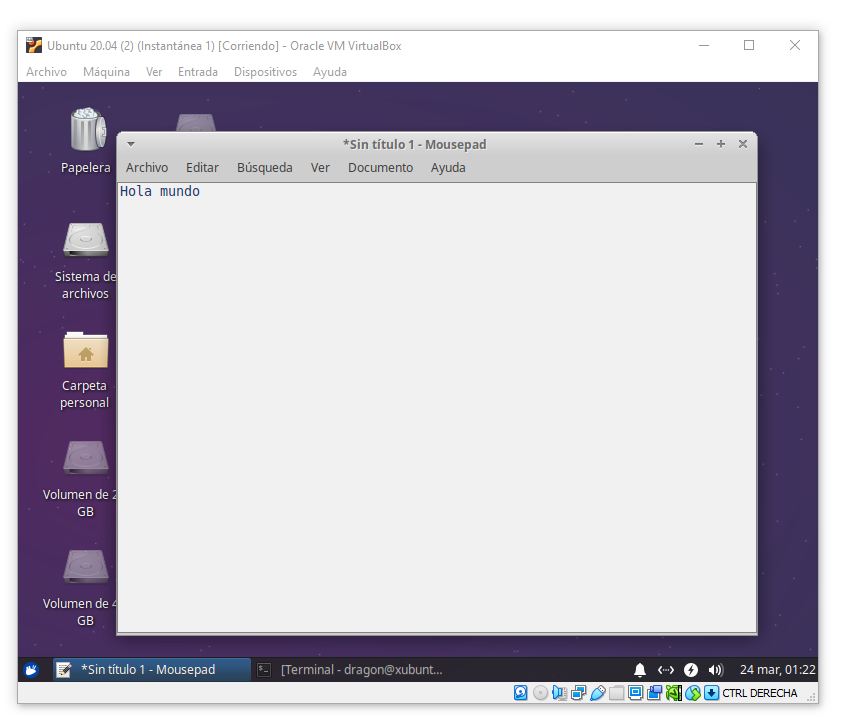 Ubuntu 20.04 (2) (Instantánea 1) [Corriendo] - Oracle VM VirtualBox
Archivo Máquina Ver Entrada Dispositivos Ayuda
Papelera
*Sin título 1 - Mousepad
Archivo Editar Búsqueda Ver Documento Ayuda
Hola mundo
Sistema de
archivos
Carpeta
personal
Volumen de 2
GB
Volumen de 4
GB
*Sin título 1 - Mousepad
[Terminal - dragon@xubunt...
24 mar, 01:22
CTRL DERECHA